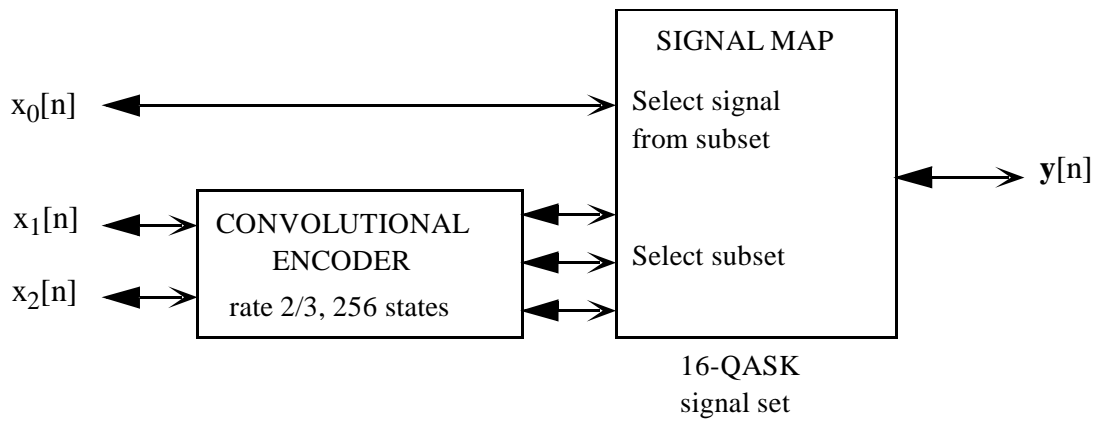 SIGNAL MAP
x0[n]
Select signal
from subset
y[n]
x1[n]
CONVOLUTIONAL
ENCODER
Select subset
x2[n]
rate 2/3, 256 states
16-QASK
signal set